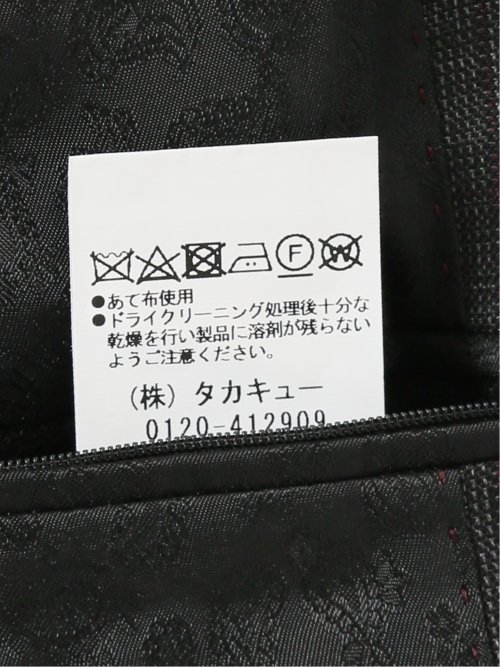 F W
●あて布使用
●ドライクリーニング処理後十分な
乾燥を行い製品に溶剤が残らない
ようご注意ください。
（株）タカキュー
0120-412909